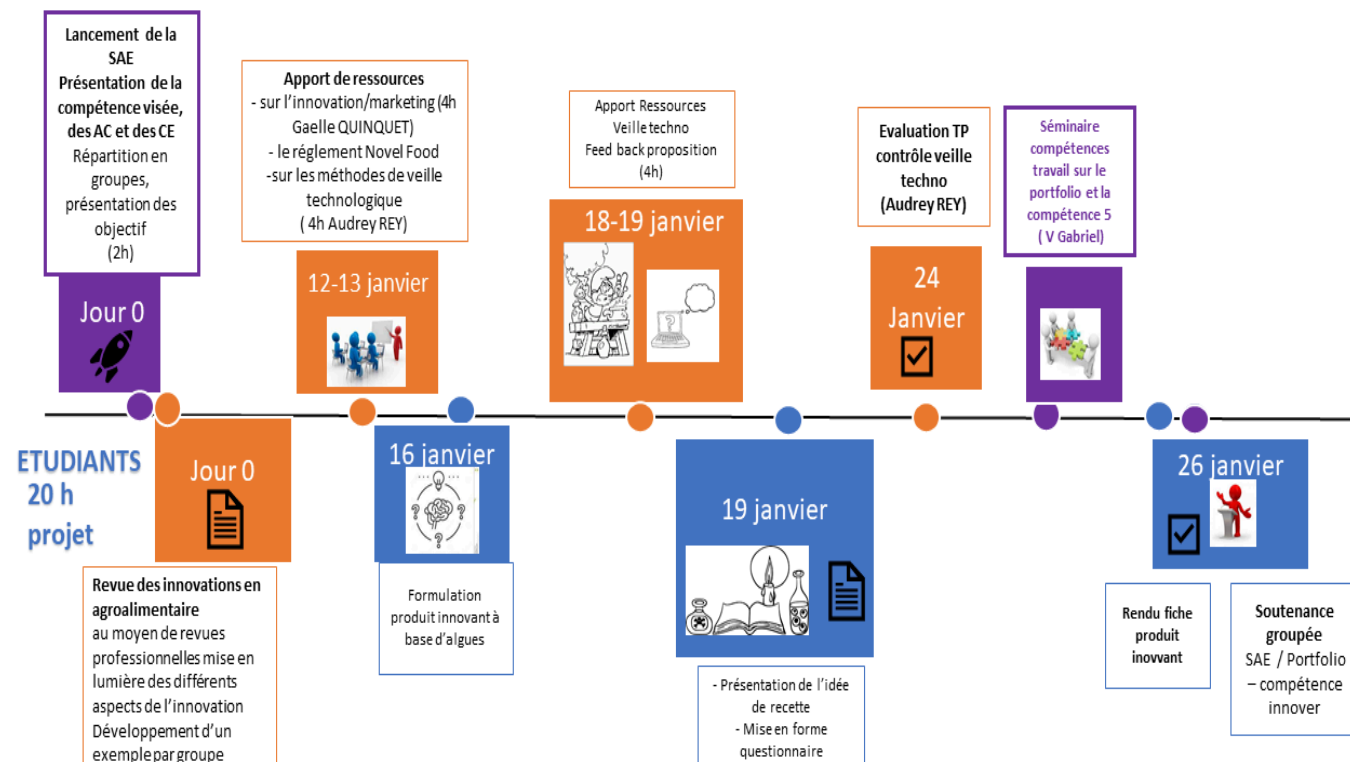 Lancement de la
SAE
Présentation de la
compétence visée,
des AC et des CE
Répartition en
groupes,
présentation des
objectif
(2h)
Jour 0
Apport de ressources
- sur l’innovation/marketing (4h
Gaelle QUINQUET)
- le réglement Novel Food
-sur les méthodes de veille
technologique
( 4h Audrey REY)
12-13 janvier
Apport Ressources
Veille techno
Feed back proposition
(4h)
18-19 janvier
?
Evaluation TP
contrôle veille
techno
(Audrey REY)
24
Janvier
Séminaire
compétences
travail sur le
portfolio et la
compétence 5
( V Gabriel)
ETUDIANTS
20 h
projet
Jour 0
Revue des innovations en
agroalimentaire
au moyen de revues
professionnelles mise en
lumière des différents
aspects de l’innovation
Développement d’un
exemple par groupe
16 janvier
? ?
?
Formulation
produit innovant à
base d’algues
19 janvier
- Présentation de l’idée
de recette
- Mise en forme
questionnaire
26 janvier
Rendu fiche
produit
inovvant
Soutenance
groupée
SAE / Portfolio
– compétence
innover